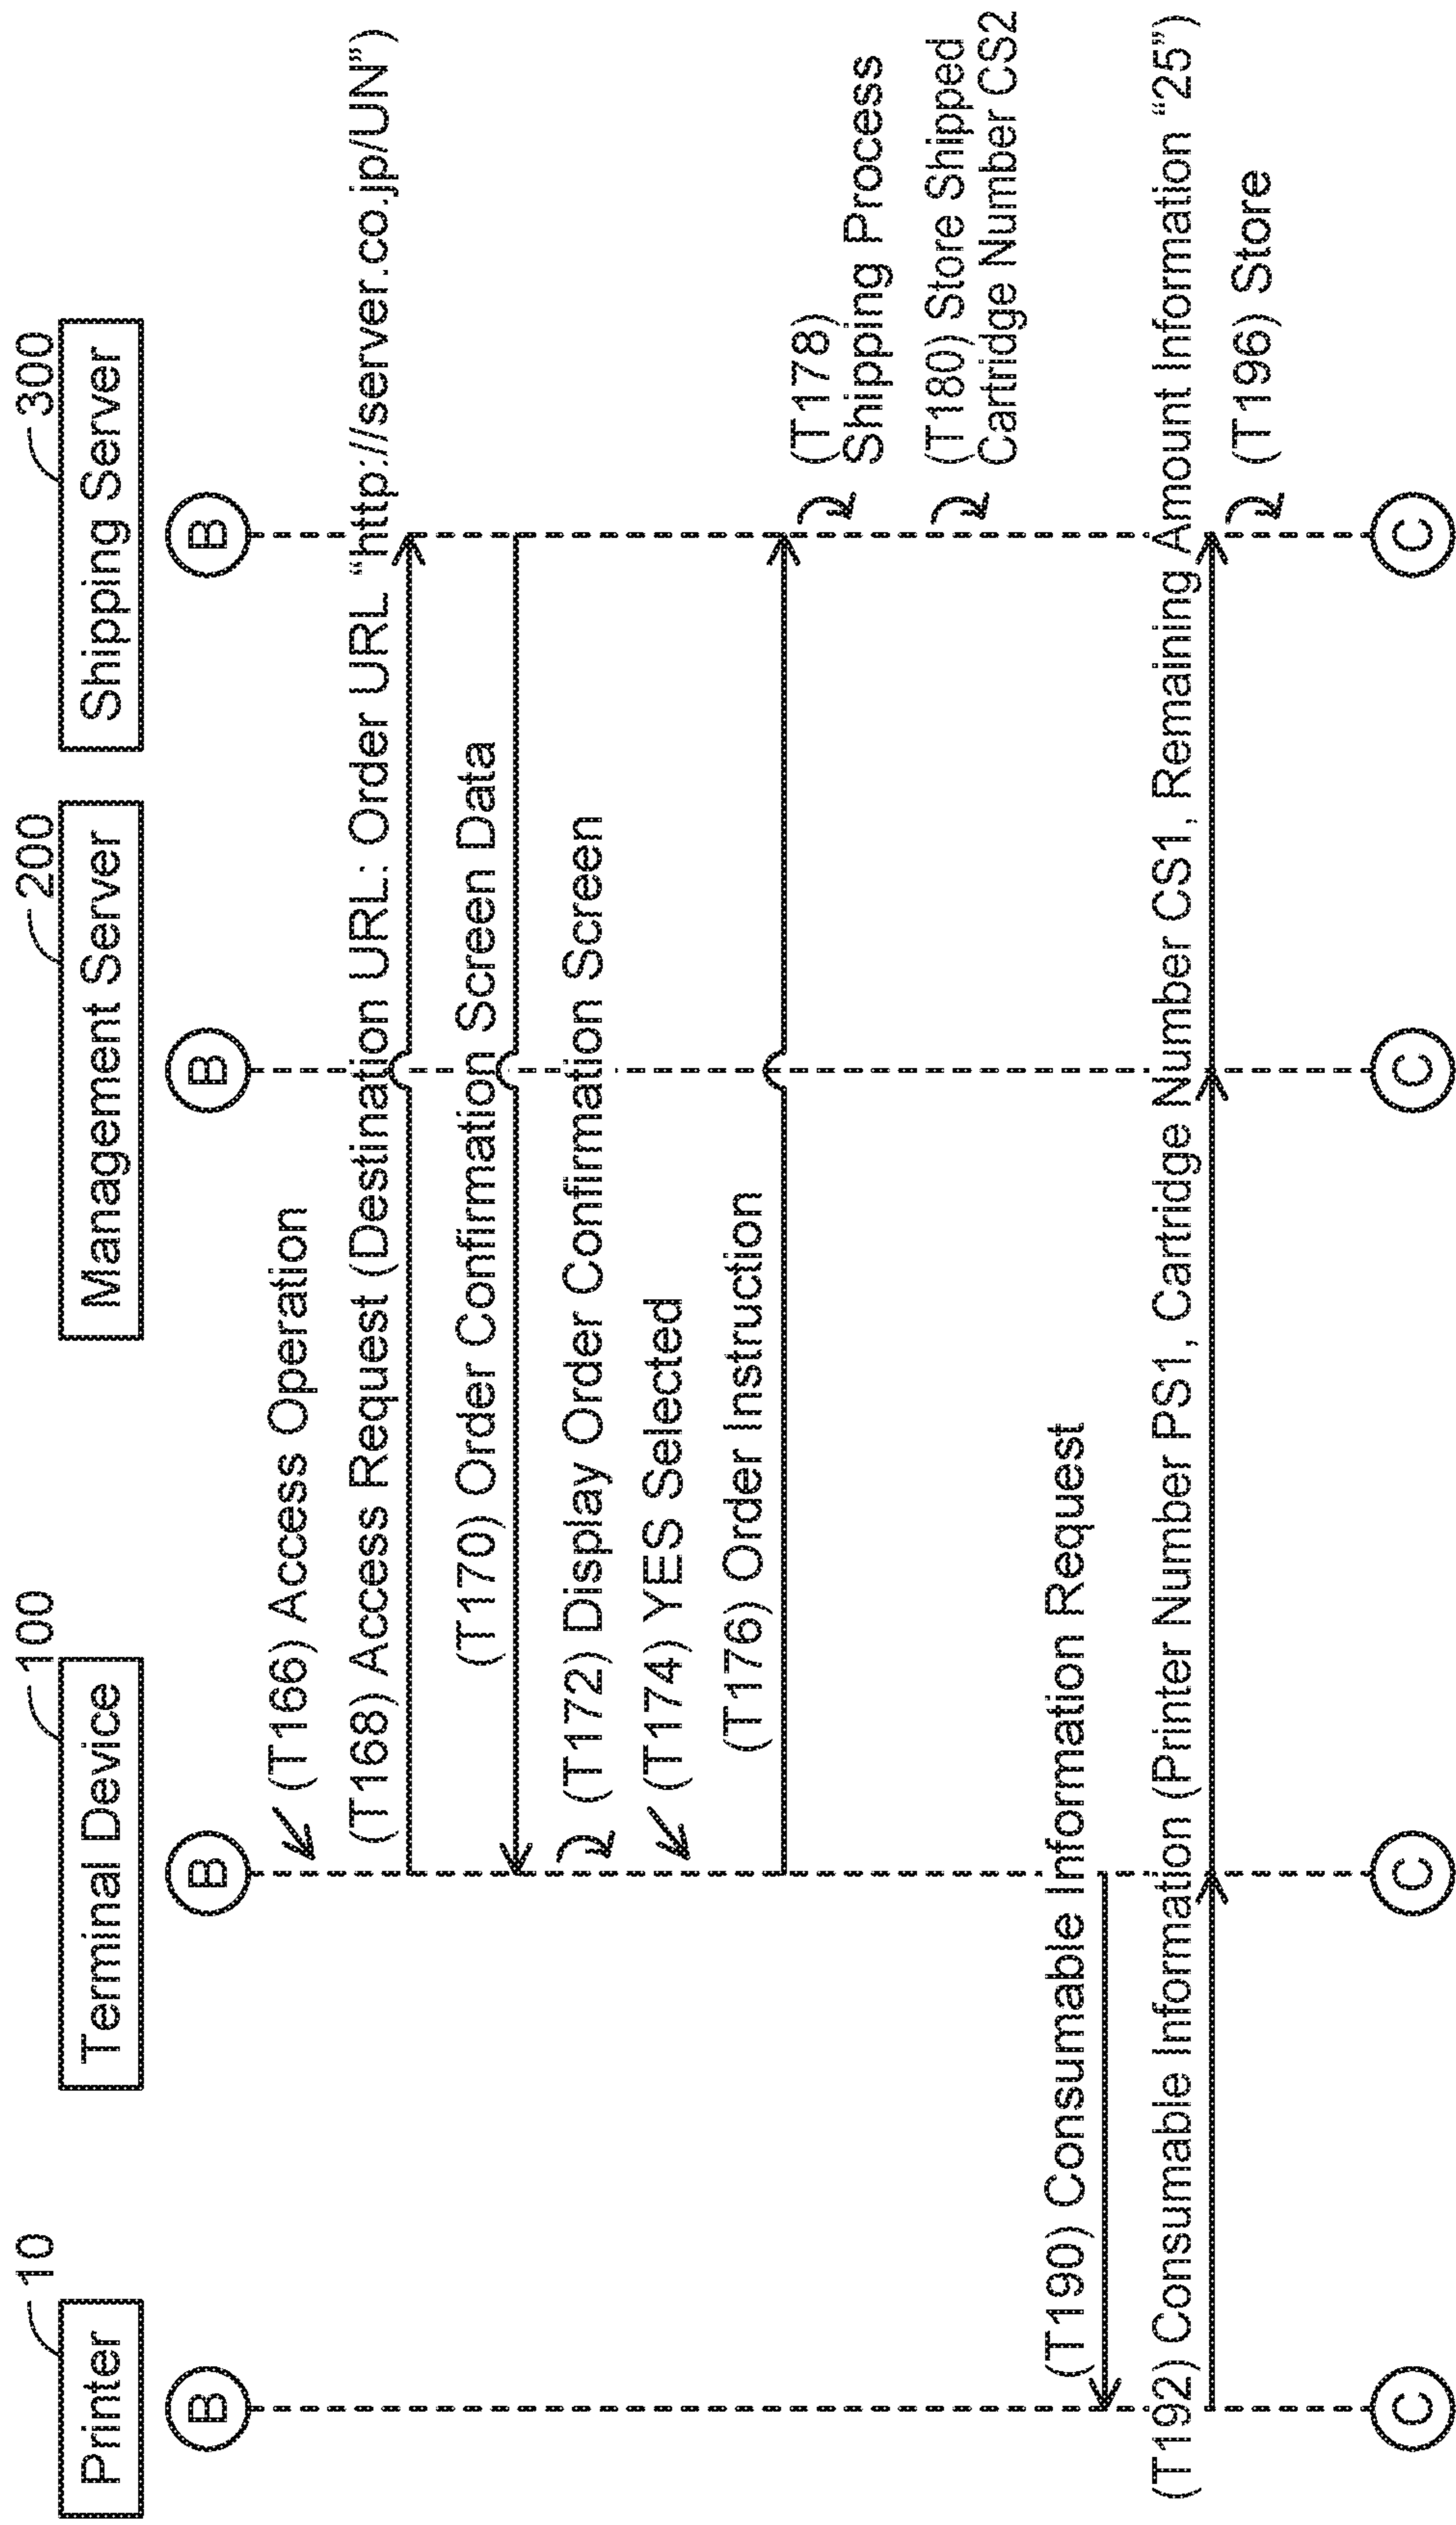 10
100
200
300
Printer
Terminal Device
Management Server
Shipping Server
B
B
B
B
(T166) Access Operation
(T168) Access Request (Destination URL: Order URL “http://server.co.jp/UN”)
(T170) Order Confirmation Screen Data
(T172) Display Order Confirmation Screen
(T174) YES Selected
(T176) Order Instruction
(T178)
Shipping Process
(T180) Store Shipped
Cartridge Number CS2
(T190) Consumable Information Request
(T192) Consumable Information (Printer Number PS1, Cartridge Number CS1, Remaining Amount Information “25”)
(T196) Store
C
C
C
C